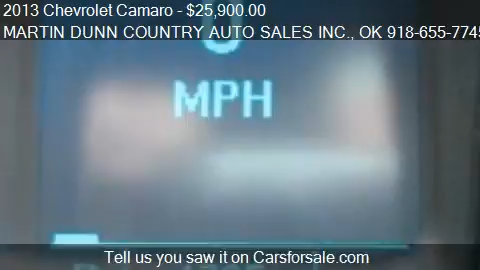 2013 Chevrolet Camaro - $25,900.00
MARTIN DUNN COUNTRY AUTO SALES INC., OK 918-655-7745
MPH
Tell us you saw it on Carsforsale.com